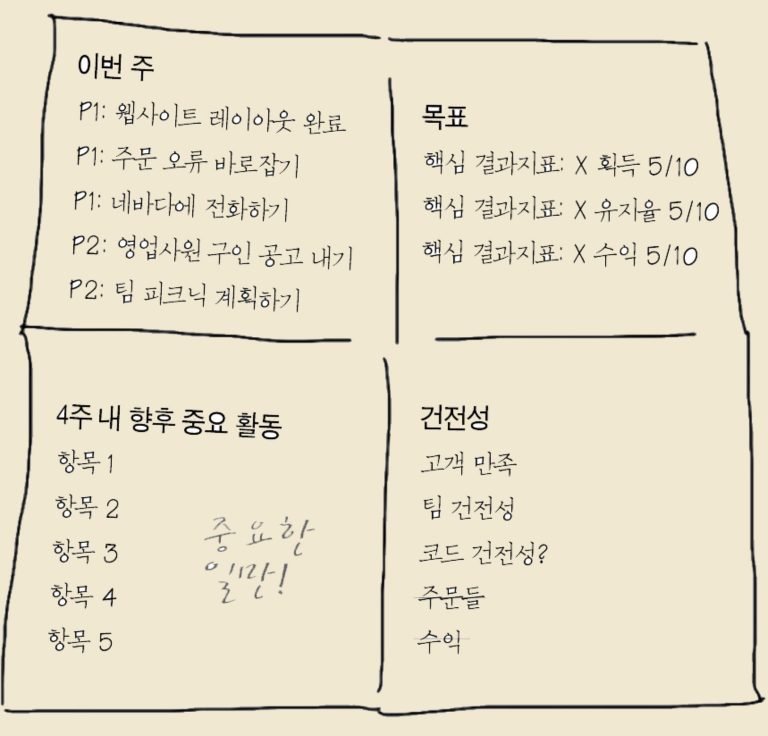 이번 주
P1: 웹사이트 레이아웃 완료
P1: 주문 오류 바로잡기
P1: 네바다에 전화하기
P2: 영업사원 구인 공고 내기
P2: 팀 피크닉 계획하기
목표
핵심 결과지표: X 획득 5/10
핵심 결과지표: X 유지율 5/10
핵심 결과지표: X 수익 5/10
4주 내 향후 중요 활동
항목 1
항목 2
항목 3
항목 4
항목 5
중요한
일만!
건전성
고객 만족
팀 건전성
코드 건전성?
주문들
수익